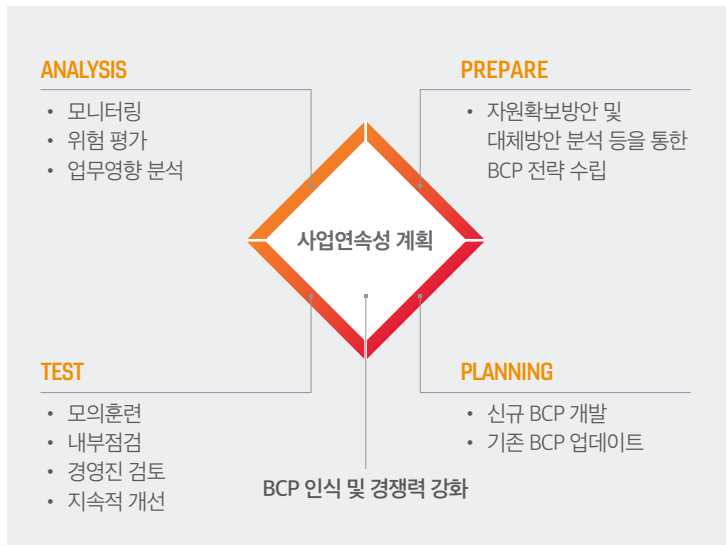 ANALYSIS
• 모니터링
• 위험 평가
• 업무영향 분석
PREPARE
• 자원확보방안 및
대체방안 분석 등을 통한
BCP 전략 수립
사업연속성 계획
TEST
• 모의훈련
• 내부점검
• 경영진 검토
• 지속적 개선
PLANNING
• 신규 BCP 개발
• 기존 BCP 업데이트
BCP 인식 및 경쟁력 강화